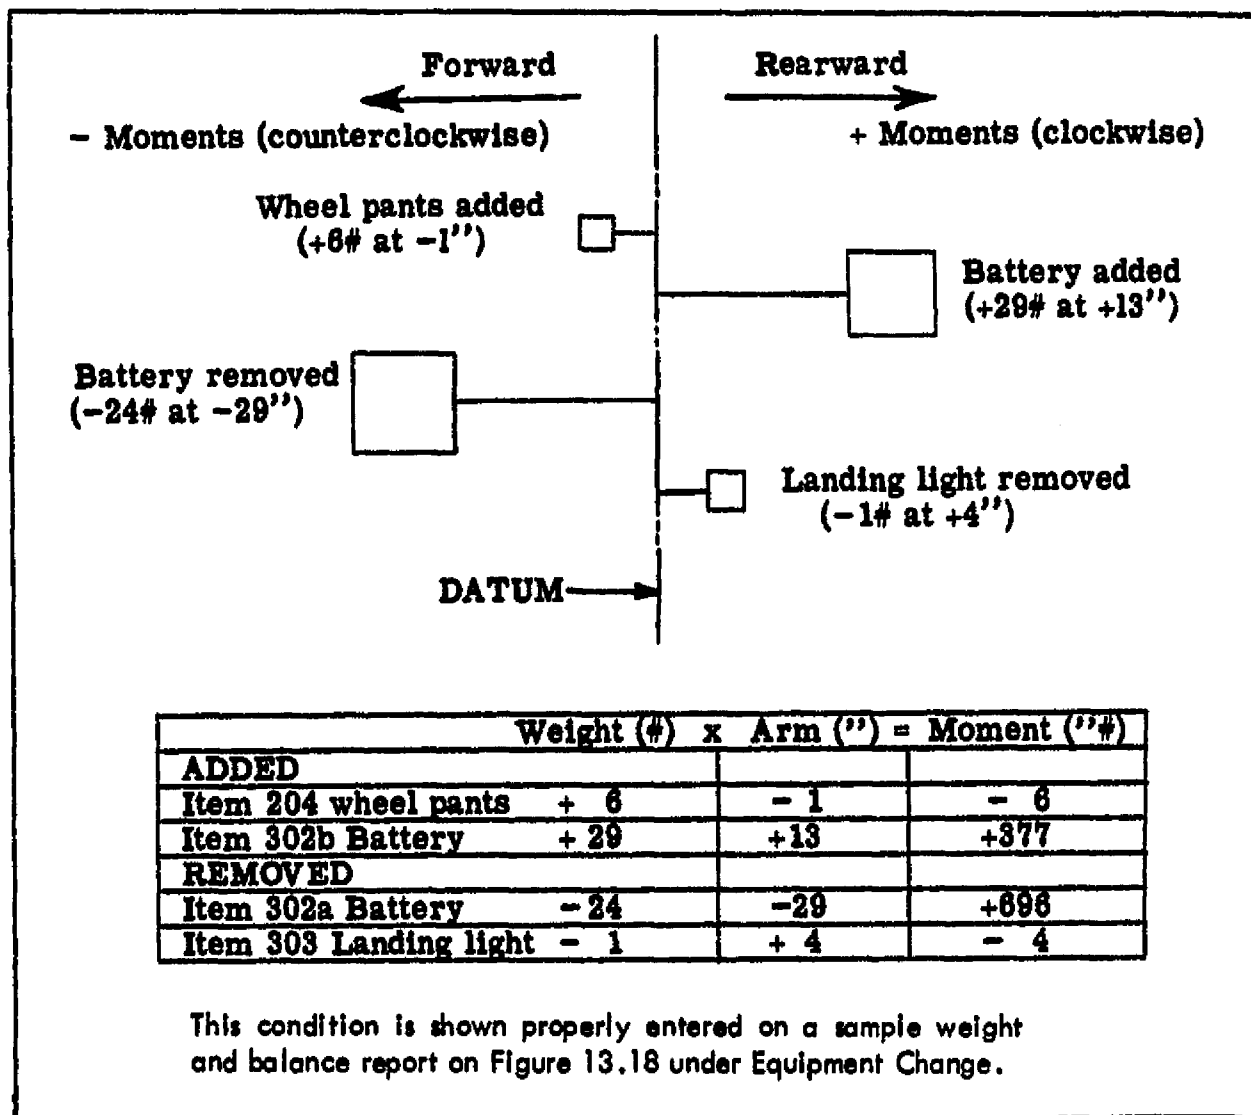 Forward
Rearward
− Moments (counterclockwise)
+ Moments (clockwise)
Wheel pants added
(+6# at −1'')
Battery added
(+29# at +13'')
Battery removed
(−24# at −29'')
Landing light removed
(−1# at +4'')
DATUM
Weight (#) x Arm ('') = Moment (''#)
ADDED
Item 204 wheel pants + 6 − 1 − 6
Item 302b Battery + 29 +13 +377
REMOVED
Item 302a Battery − 24 −29 +696
Item 303 Landing light − 1 + 4 − 4
This condition is shown properly entered on a sample weight
and balance report on Figure 13.18 under Equipment Change.